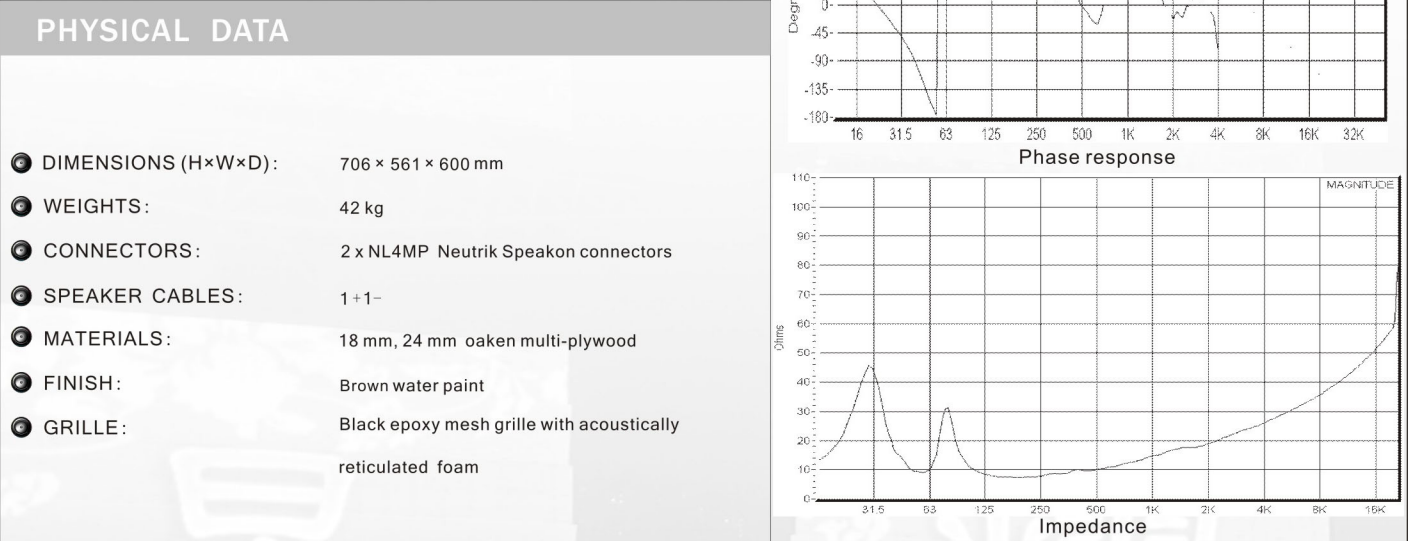 PHYSICAL DATA
DIMENSIONS (H×W×D): 706 × 561 × 600 mm
WEIGHTS: 42 kg
CONNECTORS: 2 x NL4MP Neutrik Speakon connectors
SPEAKER CABLES: 1+1−
MATERIALS: 18 mm, 24 mm oaken multi-plywood
FINISH: Brown water paint
GRILLE: Black epoxy mesh grille with acoustically
reticulated foam
Degr
0
-45
-90
-135
-180
16 31.5 63 125 250 500 1K 2K 4K 8K 16K 32K
Phase response
MAGNITUDE
Ohms
110
100
90
80
70
60
50
40
30
20
10
0
31.5 63 125 250 500 1K 2K 4K 8K 16K
Impedance